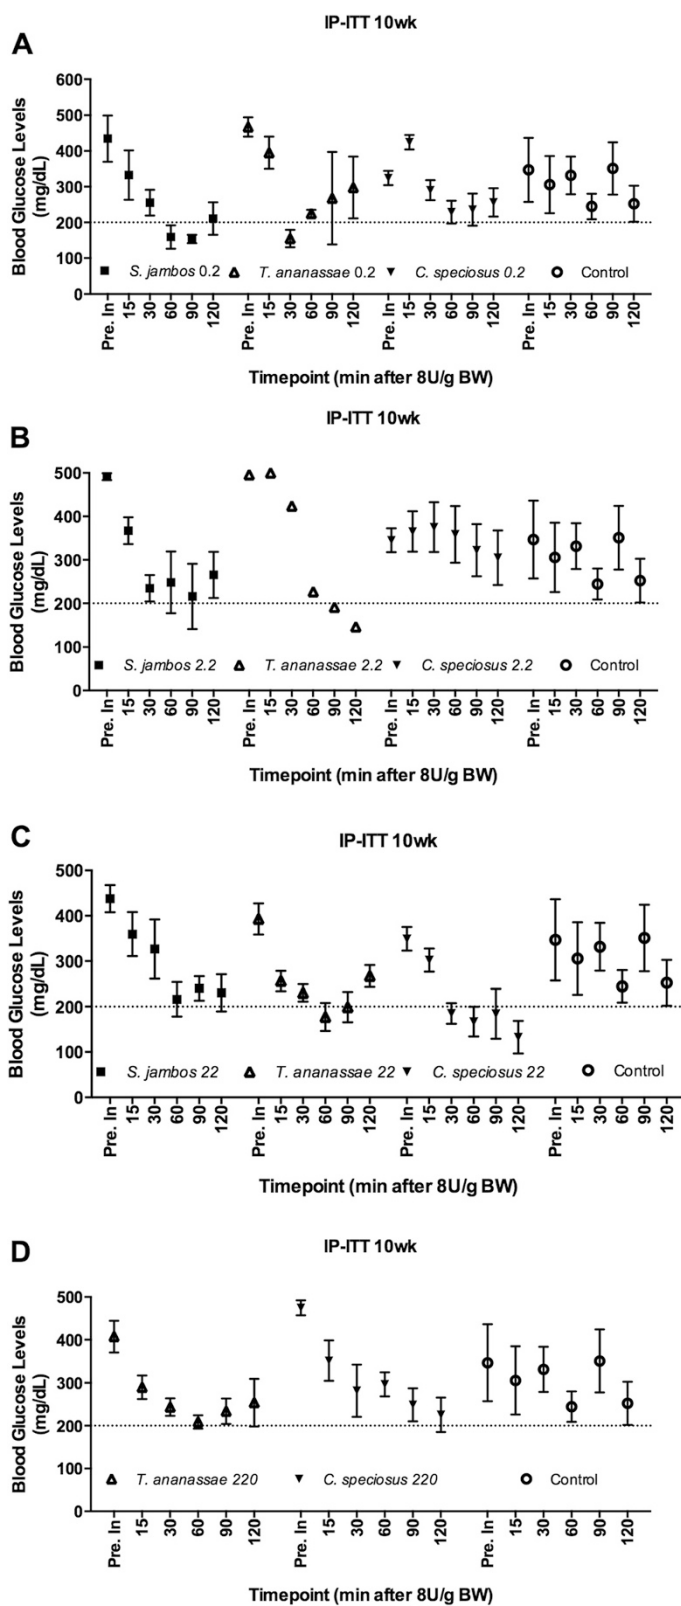 IP-ITT 10wk
A
600
500
400
300
200
100
0
Blood Glucose Levels
(mg/dL)
S. jambos 0.2 T. ananassae 0.2 C. speciosus 0.2 Control
Pre. In 15 30 60 90 120 Pre. In 15 30 60 90 120 Pre. In 15 30 60 90 120 Pre. In 15 30 60 90 120
Timepoint (min after 8U/g BW)
IP-ITT 10wk
B
500
400
300
200
100
0
Blood Glucose Levels
(mg/dL)
S. jambos 2.2 T. ananassae 2.2 C. speciosus 2.2 Control
Pre. In 15 30 60 90 120 Pre. In 15 30 60 90 120 Pre. In 15 30 60 90 120 Pre. In 15 30 60 90 120
Timepoint (min after 8U/g BW)
IP-ITT 10wk
C
500
400
300
200
100
0
Blood Glucose Levels
(mg/dL)
S. jambos 22 T. ananassae 22 C. speciosus 22 Control
Pre. In 15 30 60 90 120 Pre. In 15 30 60 90 120 Pre. In 15 30 60 90 120 Pre. In 15 30 60 90 120
Timepoint (min after 8U/g BW)
IP-ITT 10wk
D
500
400
300
200
100
0
Blood Glucose Levels
(mg/dL)
T. ananassae 220 C. speciosus 220 Control
Pre. In 15 30 60 90 120 Pre. In 15 30 60 90 120 Pre. In 15 30 60 90 120
Timepoint (min after 8U/g BW)